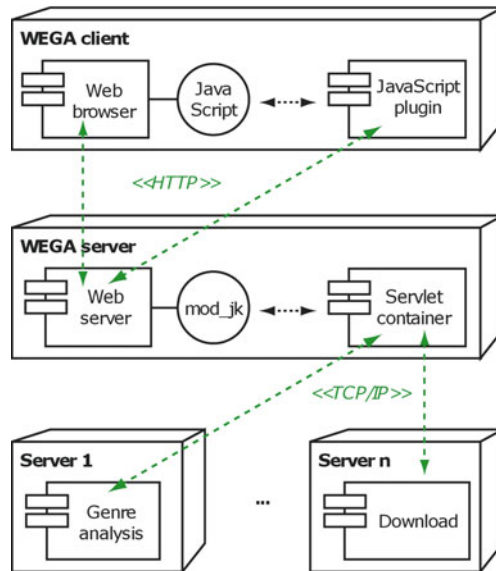 WEGA client
Web
browser
Java
Script
JavaScript
plugin
<<HTTP>>
WEGA server
Web
server
mod_jk
Servlet
container
<<TCP/IP>>
Server 1
Genre
analysis
...
Server n
Download